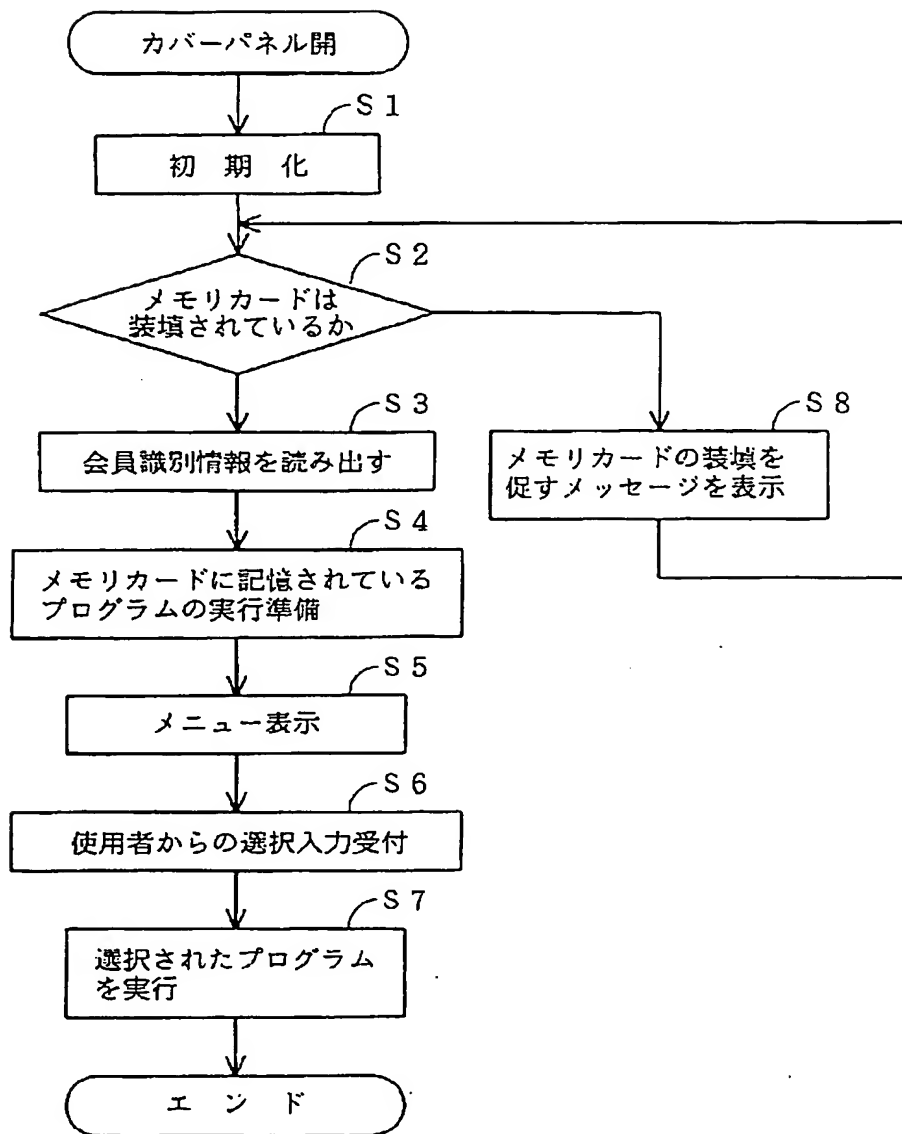 カバーパネル開
S1
初期化
S2
メモリカードは
装填されているか
S3
会員識別情報を読み出す
S8
メモリカードの装填を
促すメッセージを表示
S4
メモリカードに記憶されている
プログラムの実行準備
S5
メニュー表示
S6
使用者からの選択入力受付
S7
選択されたプログラム
を実行
エンド